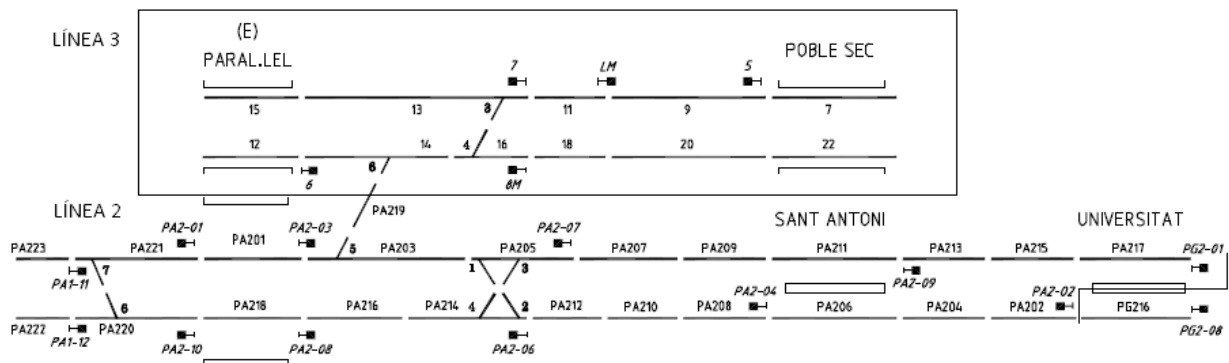 LÍNEA 3
(E)
PARAL.LEL
POBLE SEC
7
LM
5
3
15
13
11
9
7
4
6
12
14
16
18
20
22
6
8M
LÍNEA 2
PA219
SANT ANTONI
UNIVERSITAT
PA2-01
PA2-03
PA2-07
PA223
PA221
PA201
PA203
PA205
PA207
PA209
PA211
PA213
PA215
PA217
PG2-01
5
PA1-11
7
1
3
PA2-09
PA2-04
PA2-02
6
4
2
PA222
PA220
PA218
PA216
PA214
PA212
PA210
PA208
PA206
PA204
PA202
PG216
PA1-12
PA2-10
PA2-08
PA2-06
PG2-08